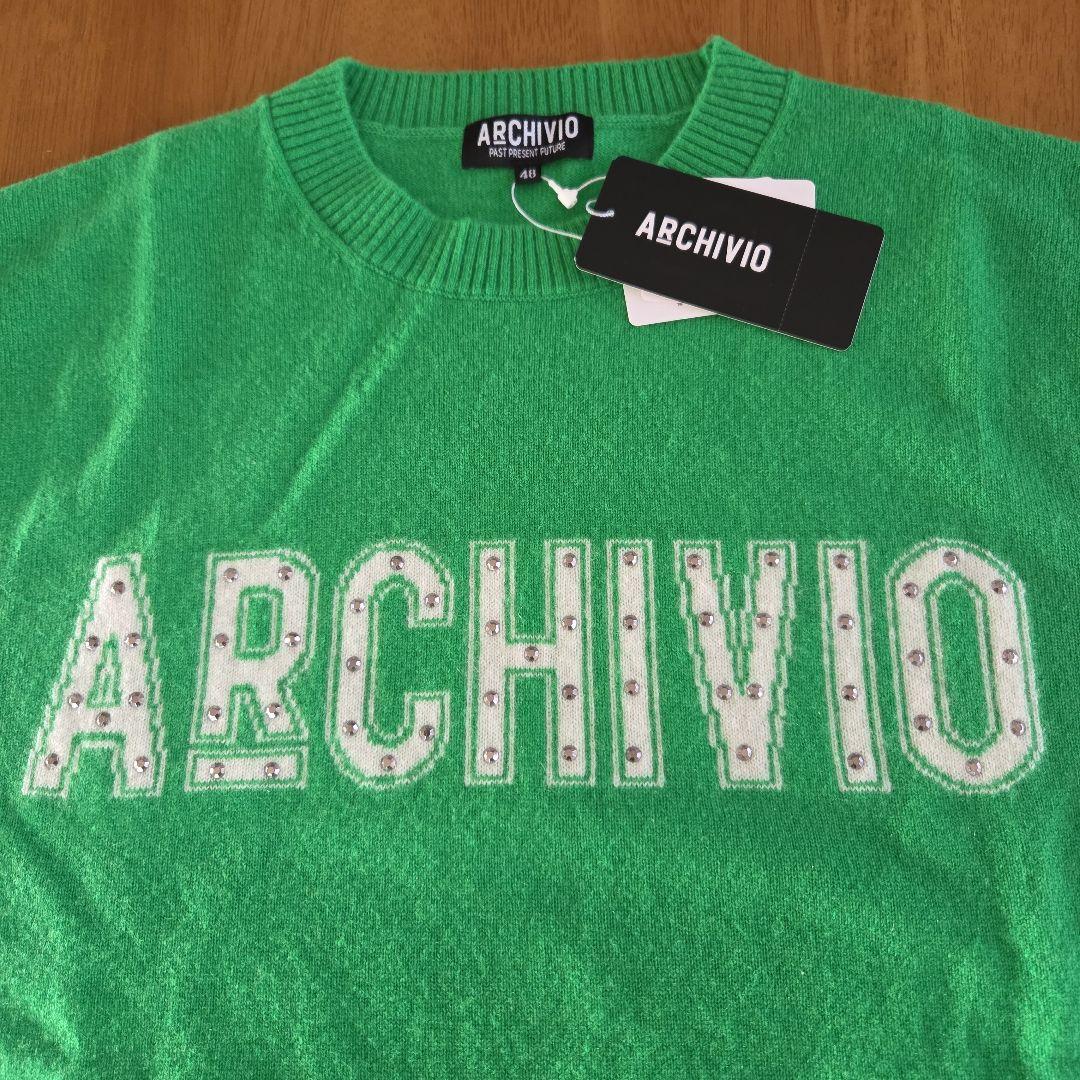 ARCHIVIO
PAST PRESENT FUTURE
48
ARCHIVIO
ARCHIVIO